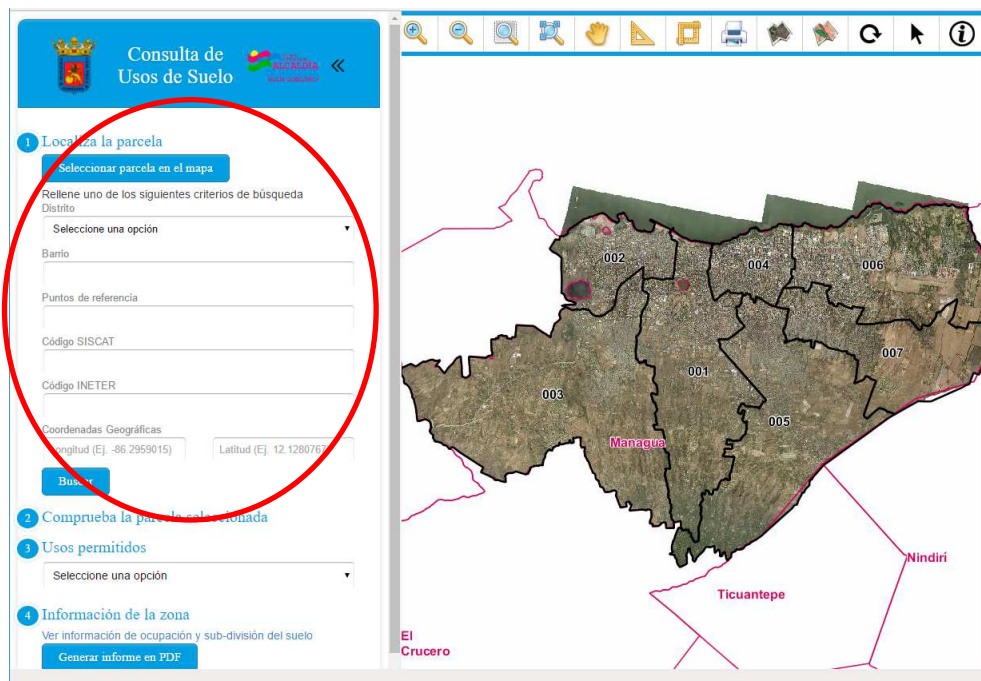 Consulta de
Usos de Suelo
ALCALDIA
«
1 Localiza la parcela
Seleccionar parcela en el mapa
Rellene uno de los siguientes criterios de búsqueda
Distrito
Seleccione una opción
Barrio
Puntos de referencia
Código SISCAT
Código INETER
Coordenadas Geográficas
Longitud (Ej. -86.2959015)
Latitud (Ej. 12.1280767
Buscar
2 Comprueba la parcela seleccionada
3 Usos permitidos
Seleccione una opción
4 Información de la zona
Ver información de ocupación y sub-división del suelo
Generar informe en PDF
002
004
006
007
001
003
005
Managua
Nindirí
Ticuantepe
El
Crucero